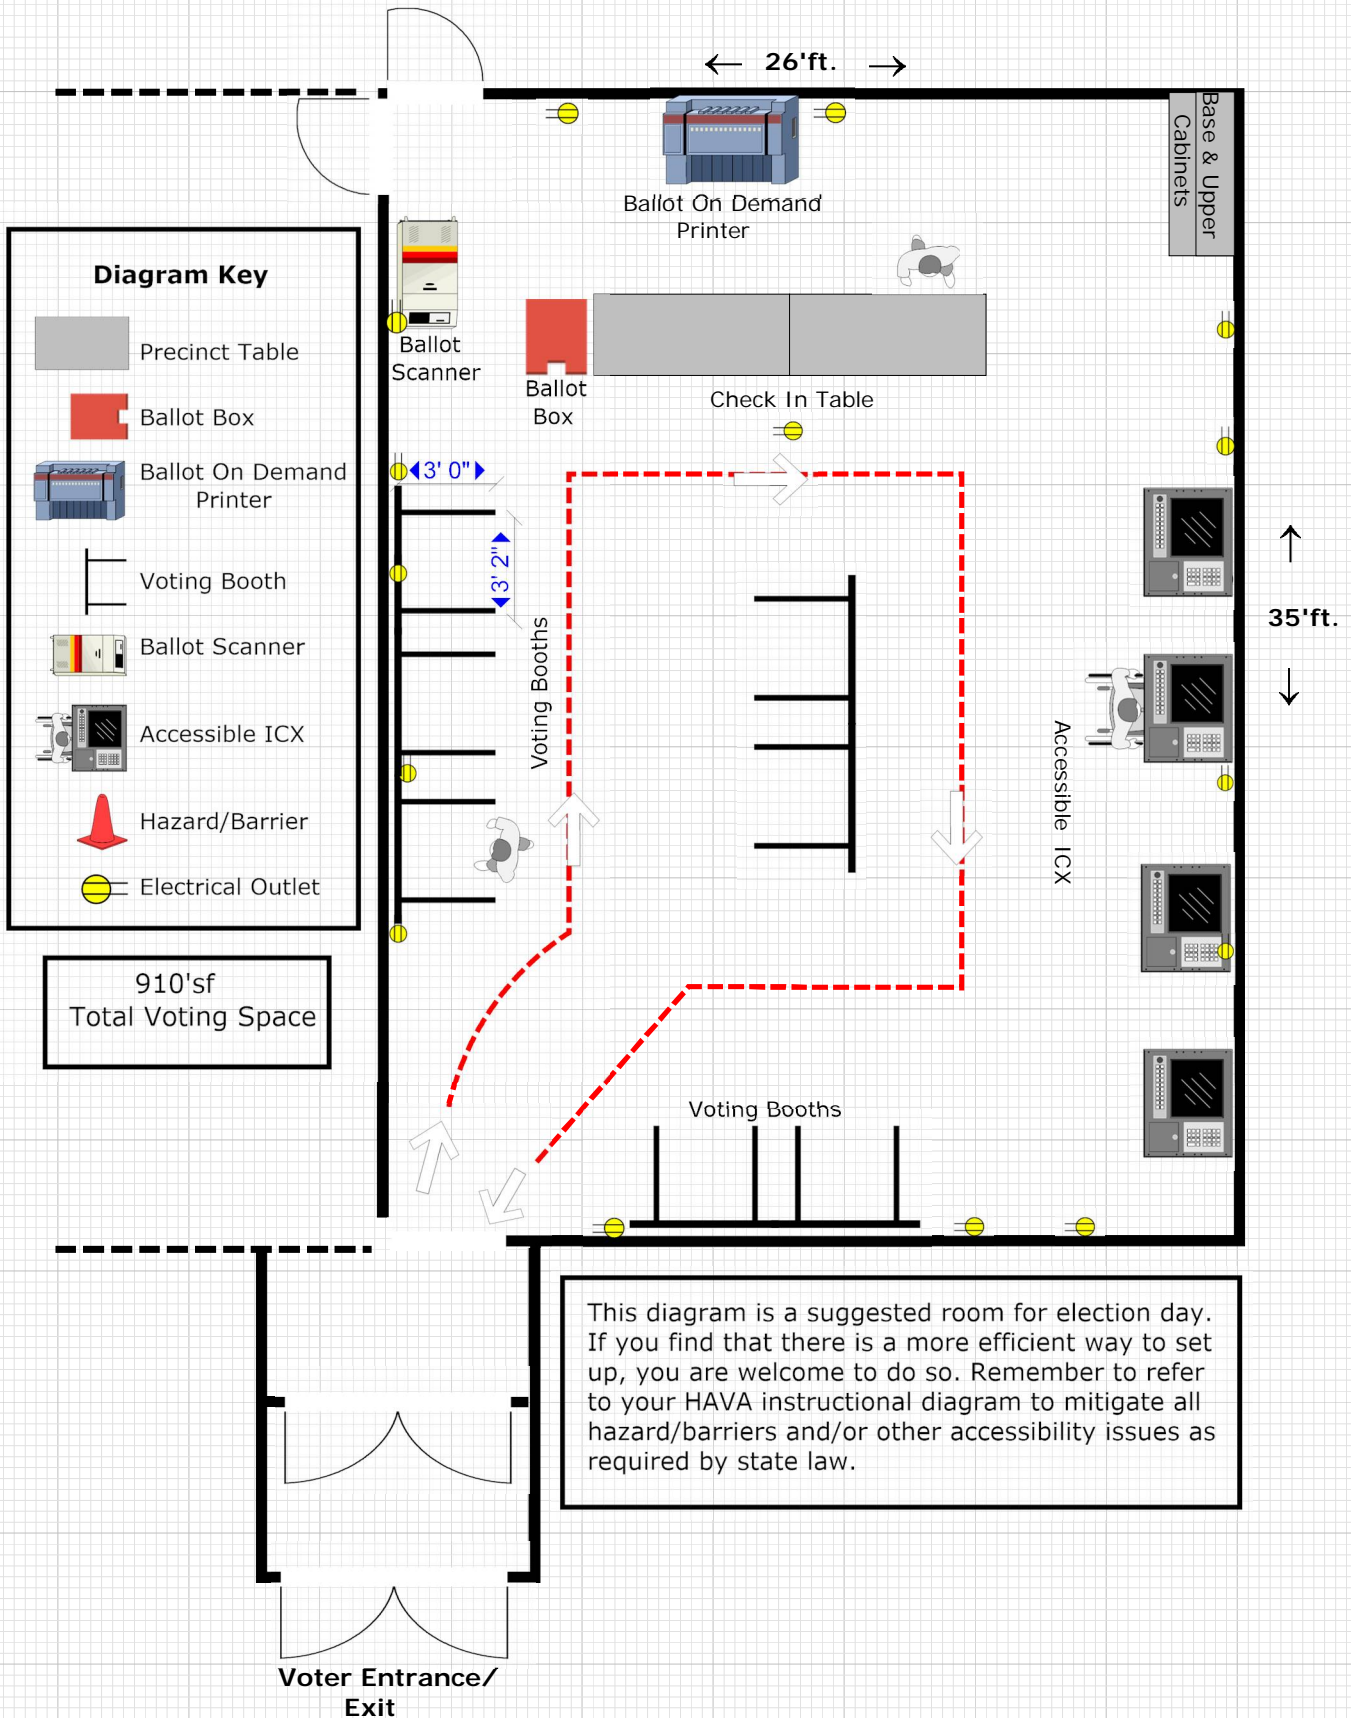 26'ft.
Base & Upper
Cabinets
Ballot On Demand
Printer
Diagram Key
Precinct Table
Ballot Box
Ballot On Demand
Printer
Voting Booth
Ballot Scanner
Accessible ICX
Hazard/Barrier
Electrical Outlet
Ballot
Scanner
Ballot
Box
Check In Table
3' 0"
3' 2"
Voting Booths
35'ft.
Accessible ICX
910'sf
Total Voting Space
Voting Booths
This diagram is a suggested room for election day.
If you find that there is a more efficient way to set
up, you are welcome to do so. Remember to refer
to your HAVA instructional diagram to mitigate all
hazard/barriers and/or other accessibility issues as
required by state law.
Voter Entrance/
Exit